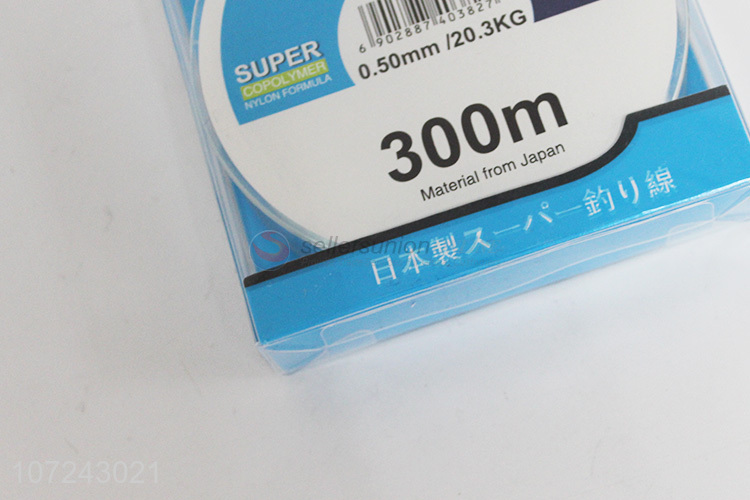 6 902887 403827
0.50mm /20.3KG
SUPER
COPOLYMER
NYLON FORMULA
300m
Material from Japan
日本製スーパー釣り線
sellersunion
107243021